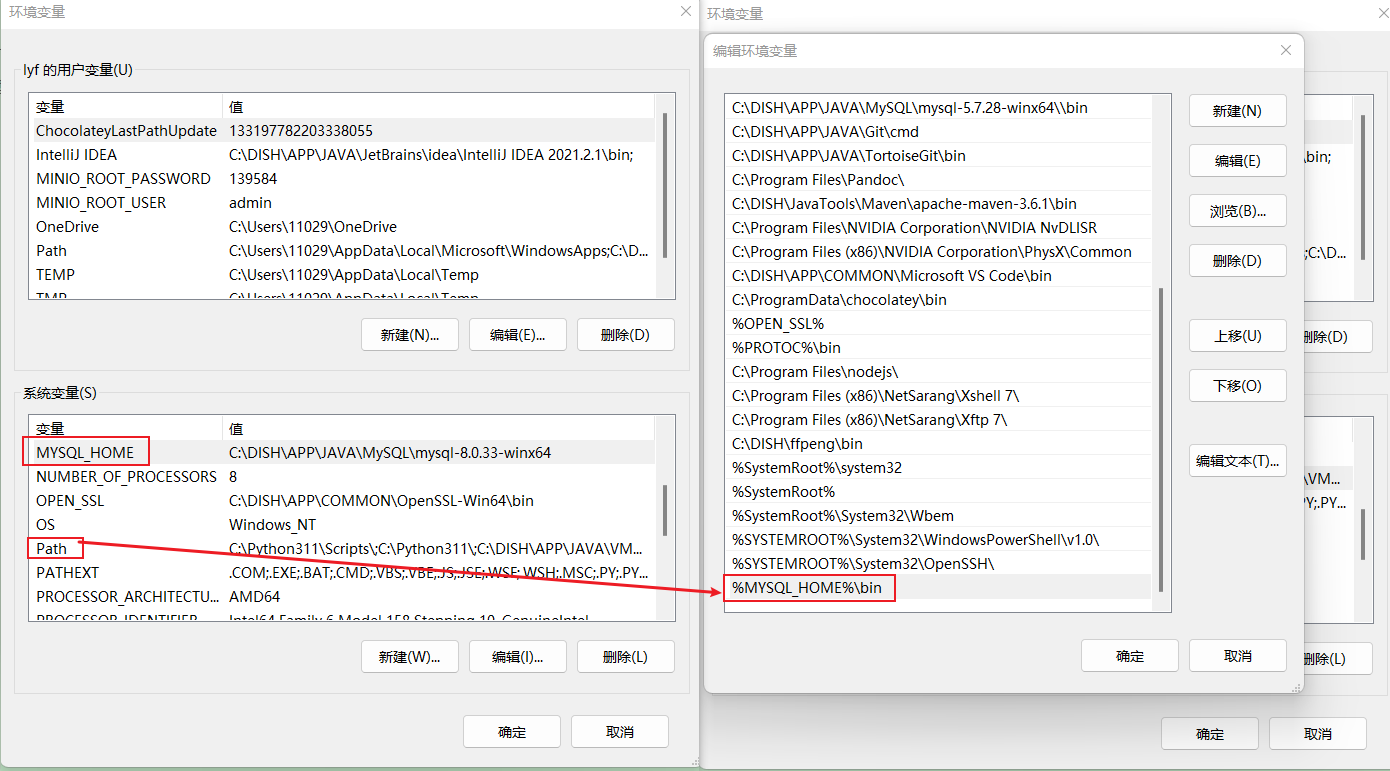 环境变量
lyf 的用户变量(U)
变量 值
ChocolateyLastPathUpdate 133197782203338055
IntelliJ IDEA C:\DISH\APP\JAVA\JetBrains\idea\IntelliJ IDEA 2021.2.1\bin;
MINIO_ROOT_PASSWORD 139584
MINIO_ROOT_USER admin
OneDrive C:\Users\11029\OneDrive
Path C:\Users\11029\AppData\Local\Microsoft\WindowsApps;C:\D...
TEMP C:\Users\11029\AppData\Local\Temp
TMP C:\Users\11029\AppData\Local\Temp
新建(N)... 编辑(E)... 删除(D)
系统变量(S)
变量 值
MYSQL_HOME C:\DISH\APP\JAVA\MySQL\mysql-8.0.33-winx64
NUMBER_OF_PROCESSORS 8
OPEN_SSL C:\DISH\APP\COMMON\OpenSSL-Win64\bin
OS Windows_NT
Path C:\Python311\Scripts\;C:\Python311\;C:\DISH\APP\JAVA\VM...
PATHEXT .COM;.EXE;.BAT;.CMD;.VBS;.VBE;.JS;.JSE;.WSF;.WSH;.MSC;.PY;.PY...
PROCESSOR_ARCHITECTU... AMD64
PROCESSOR_IDENTIFIER Intel64 Family 6 Model 158 Stepping 10, GenuineIntel
新建(W)... 编辑(I)... 删除(L)
确定 取消
环境变量
编辑环境变量
C:\DISH\APP\JAVA\MySQL\mysql-5.7.28-winx64\\bin
C:\DISH\APP\JAVA\Git\cmd
C:\DISH\APP\JAVA\TortoiseGit\bin
C:\Program Files\Pandoc\
C:\DISH\JavaTools\Maven\apache-maven-3.6.1\bin
C:\Program Files\NVIDIA Corporation\NVIDIA NvDLISR
C:\Program Files (x86)\NVIDIA Corporation\PhysX\Common
C:\DISH\APP\COMMON\Microsoft VS Code\bin
C:\ProgramData\chocolatey\bin
%OPEN_SSL%
%PROTOC%\bin
C:\Program Files\nodejs\
C:\Program Files (x86)\NetSarang\Xshell 7\
C:\Program Files (x86)\NetSarang\Xftp 7\
C:\DISH\ffpeng\bin
%SystemRoot%\system32
%SystemRoot%
%SystemRoot%\System32\Wbem
%SYSTEMROOT%\System32\WindowsPowerShell\v1.0\
%SYSTEMROOT%\System32\OpenSSH\
%MYSQL_HOME%\bin
新建(N)
编辑(E)
浏览(B)...
删除(D)
上移(U)
下移(O)
编辑文本(T)...
确定 取消
\bin;
;C:\D...
删除(D)
\VM...
PY;.PY...
删除(L)
确定 取消